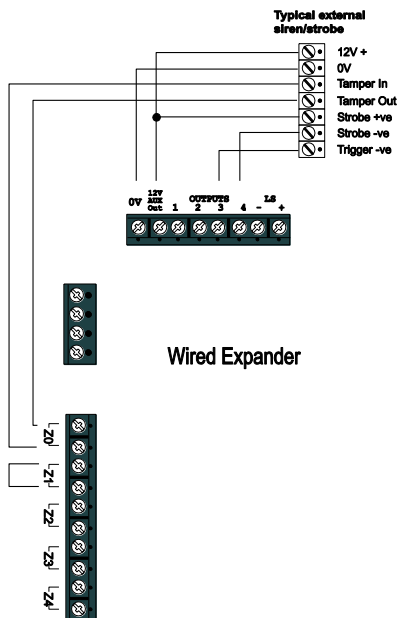 Typical external
siren/strobe
12V +
0V
Tamper In
Tamper Out
Strobe +ve
Strobe -ve
Trigger -ve
0V 12V AUX Out 1 OUTPUTS 2 3 4 LS - +
Wired Expander
Z0
Z1
Z2
Z3
Z4